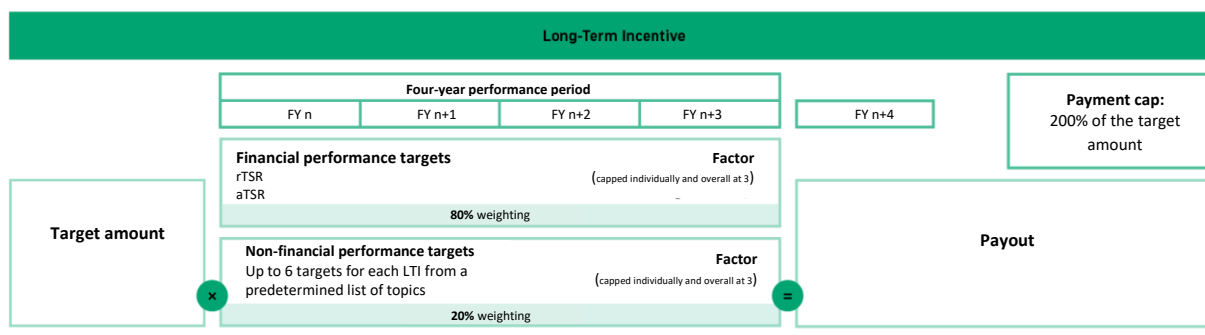 Long-Term Incentive
Four-year performance period
FY n
FY n+1
FY n+2
FY n+3
FY n+4
Payment cap:
200% of the target
amount
Financial performance targets
Factor
rTSR
(capped individually and overall at 3)
aTSR
80% weighting
Target amount
Non-financial performance targets
Up to 6 targets for each LTI from a
predetermined list of topics
Factor
(capped individually and overall at 3)
20% weighting
×
=
Payout